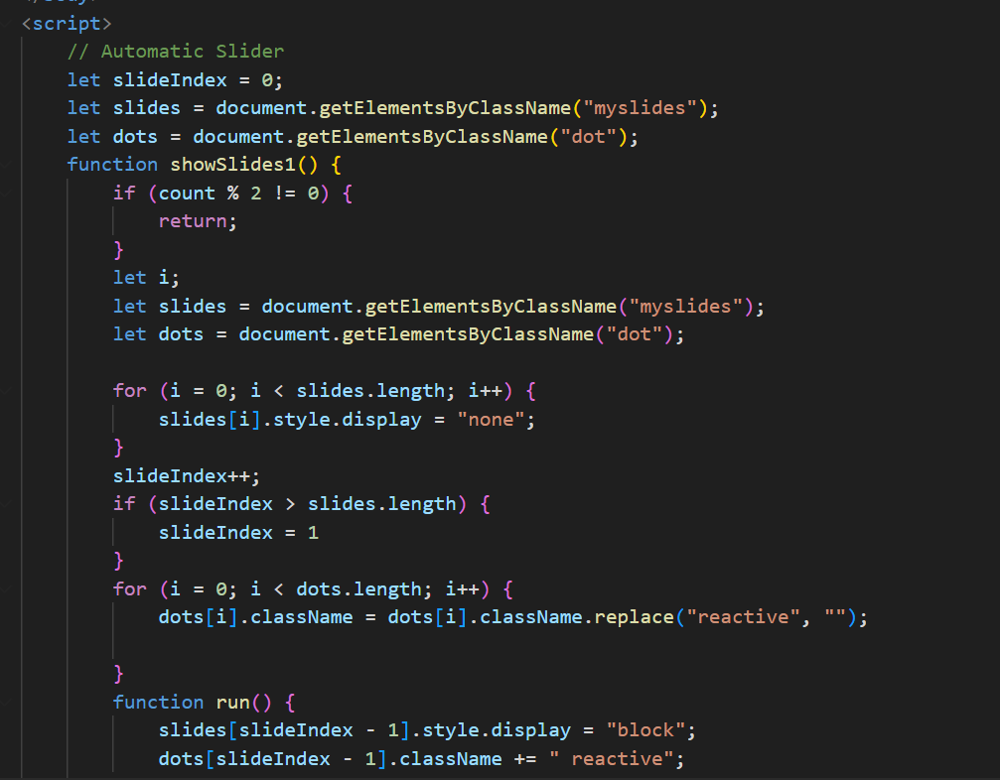 <script>
// Automatic Slider
let slideIndex = 0;
let slides = document.getElementsByClassName("myslides");
let dots = document.getElementsByClassName("dot");
function showSlides1() {
if (count % 2 != 0) {
return;
}
let i;
let slides = document.getElementsByClassName("myslides");
let dots = document.getElementsByClassName("dot");
for (i = 0; i < slides.length; i++) {
slides[i].style.display = "none";
}
slideIndex++;
if (slideIndex > slides.length) {
slideIndex = 1
}
for (i = 0; i < dots.length; i++) {
dots[i].className = dots[i].className.replace("reactive", "");
}
function run() {
slides[slideIndex - 1].style.display = "block";
dots[slideIndex - 1].className += " reactive";